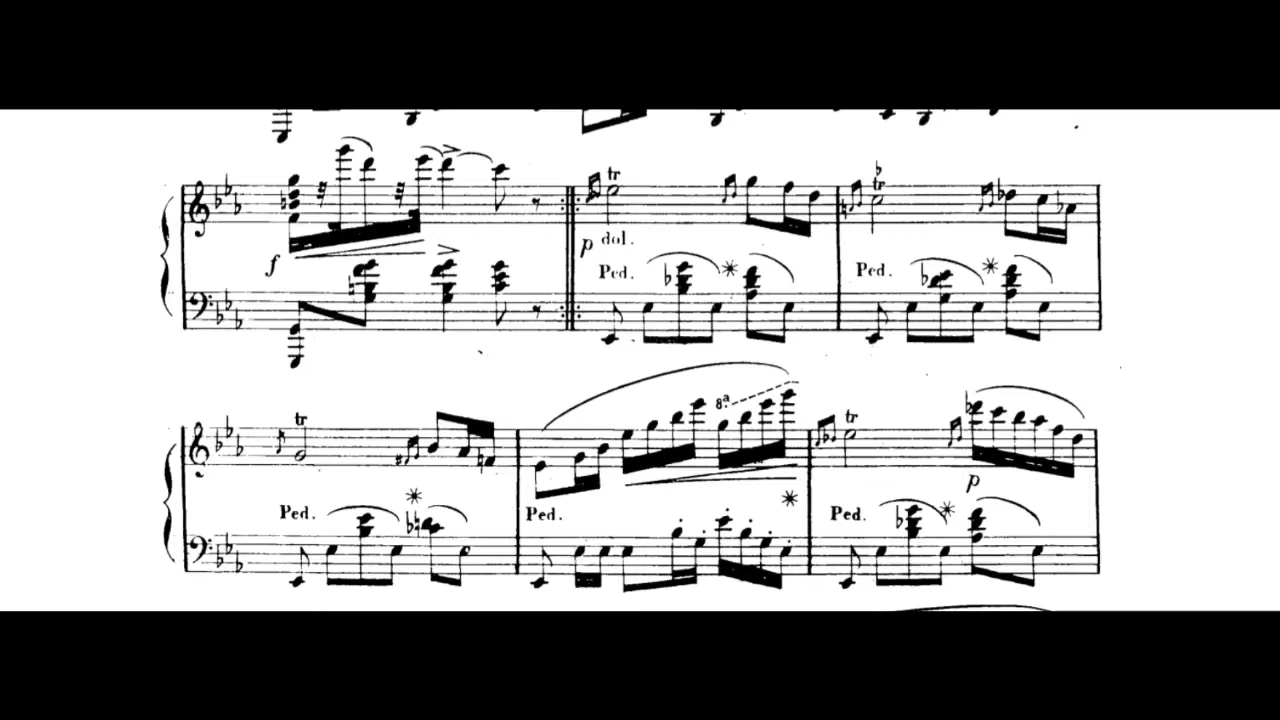 tr tr
f p dol.
Ped. Ped.
tr 8ª tr
p
Ped. Ped. Ped.